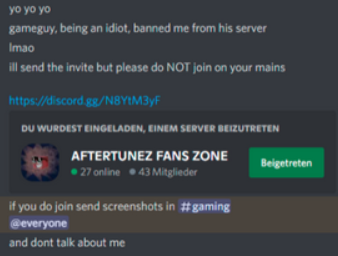 yo yo yo
gameguy, being an idiot, banned me from his server
lmao
ill send the invite but please do NOT join on your mains
https://discord.gg/N8YtM3yF
DU WURDEST EINGELADEN, EINEM SERVER BEIZUTRETEN
AFTERTUNEZ FANS ZONE
27 online 43 Mitglieder
Beigetreten
if you do join send screenshots in # gaming
@everyone
and dont talk about me